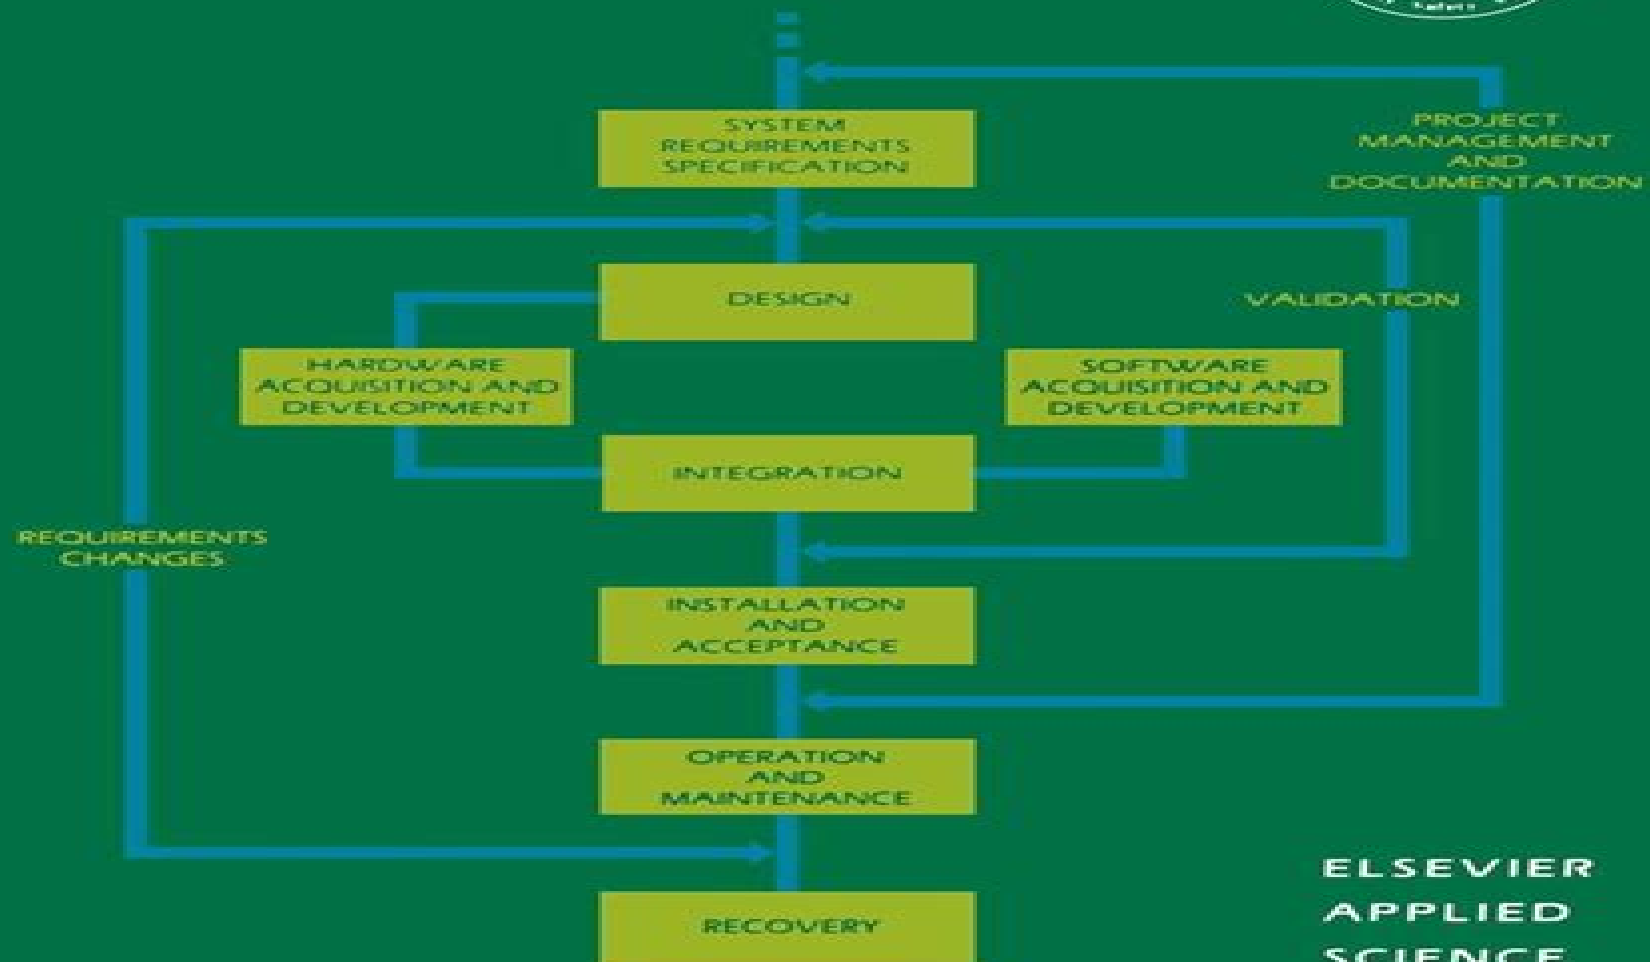 Safety
SYSTEM
REQUIREMENTS
SPECIFICATION
PROJECT
MANAGEMENT
AND
DOCUMENTATION
DESIGN
VALIDATION
HARDWARE
ACQUISITION AND
DEVELOPMENT
SOFTWARE
ACQUISITION AND
DEVELOPMENT
INTEGRATION
REQUIREMENTS
CHANGES
INSTALLATION
AND
ACCEPTANCE
OPERATION
AND
MAINTENANCE
RECOVERY
ELSEVIER
APPLIED
SCIENCE